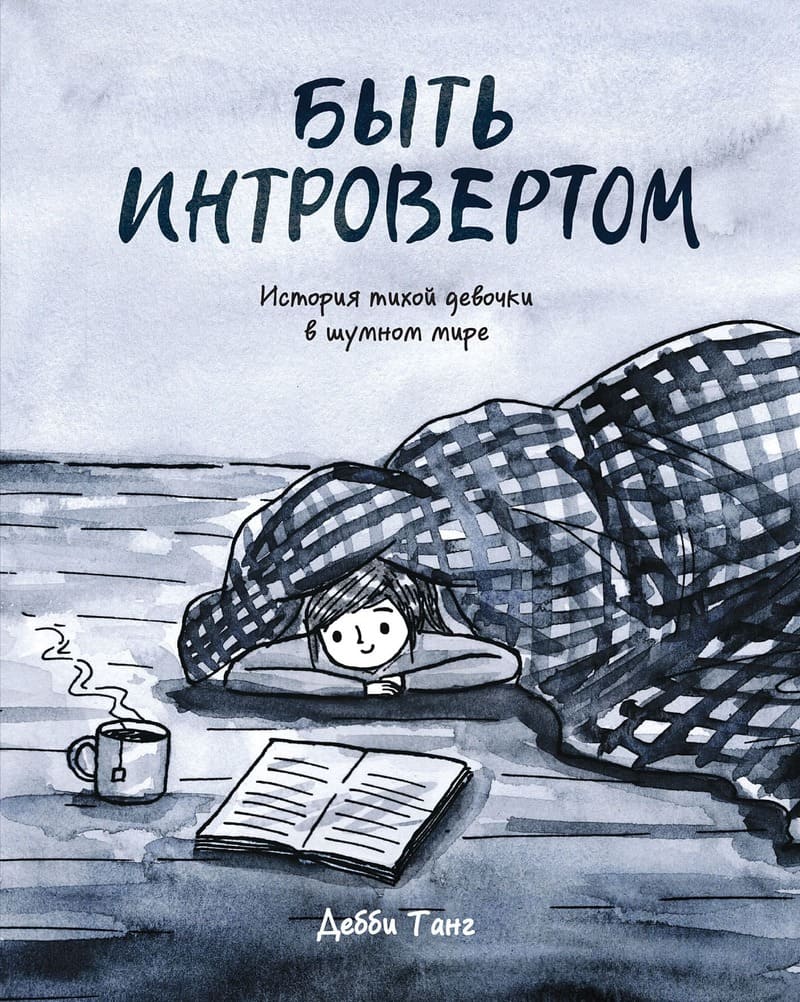 БЫТЬ
ИНТРОВЕРТОМ
История тихой девочки
в шумном мире
Дебби Танг